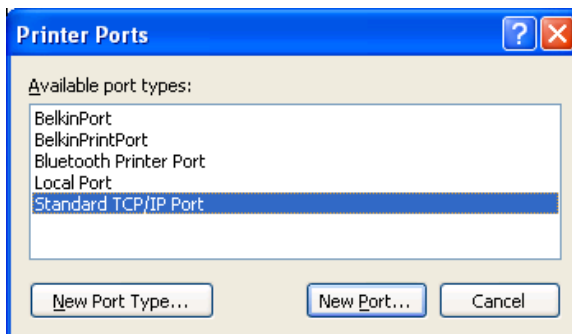 Printer Ports
?
Available port types:
BelkinPort
BelkinPrintPort
Bluetooth Printer Port
Local Port
Standard TCP/IP Port
New Port Type... New Port... Cancel